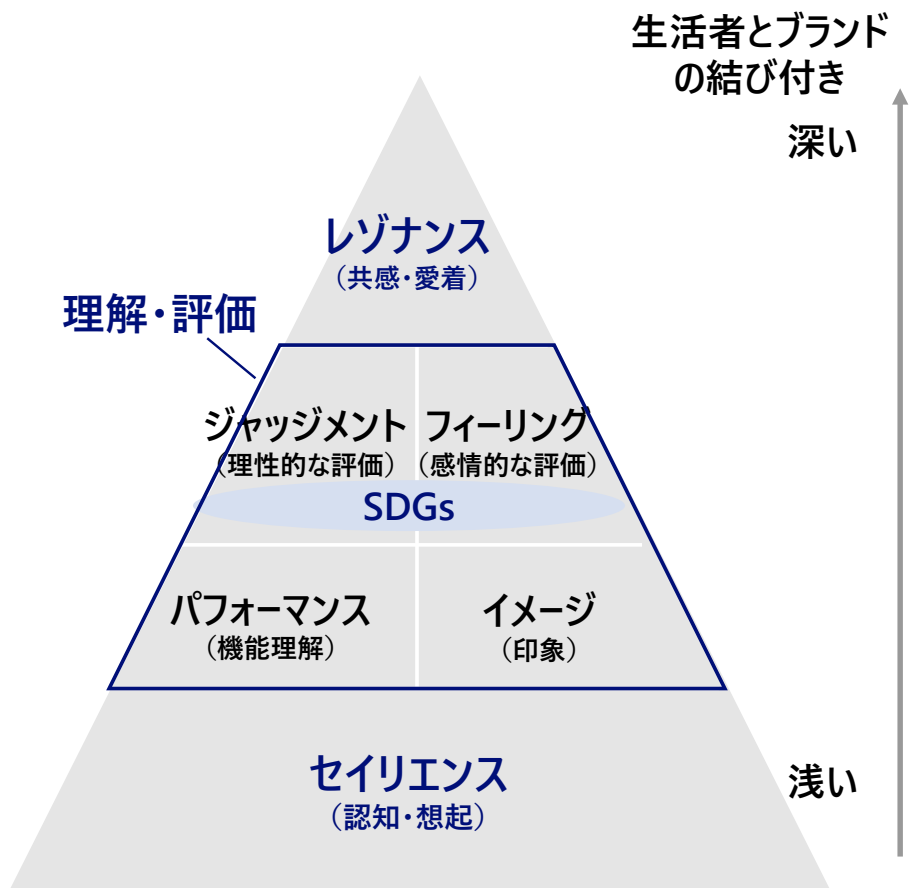 生活者とブランド
の結び付き
深い
レゾナンス
（共感・愛着）
理解・評価
ジャッジメント
（理性的な評価）
フィーリング
（感情的な評価）
SDGs
パフォーマンス
（機能理解）
イメージ
（印象）
セイリエンス
（認知・想起）
浅い